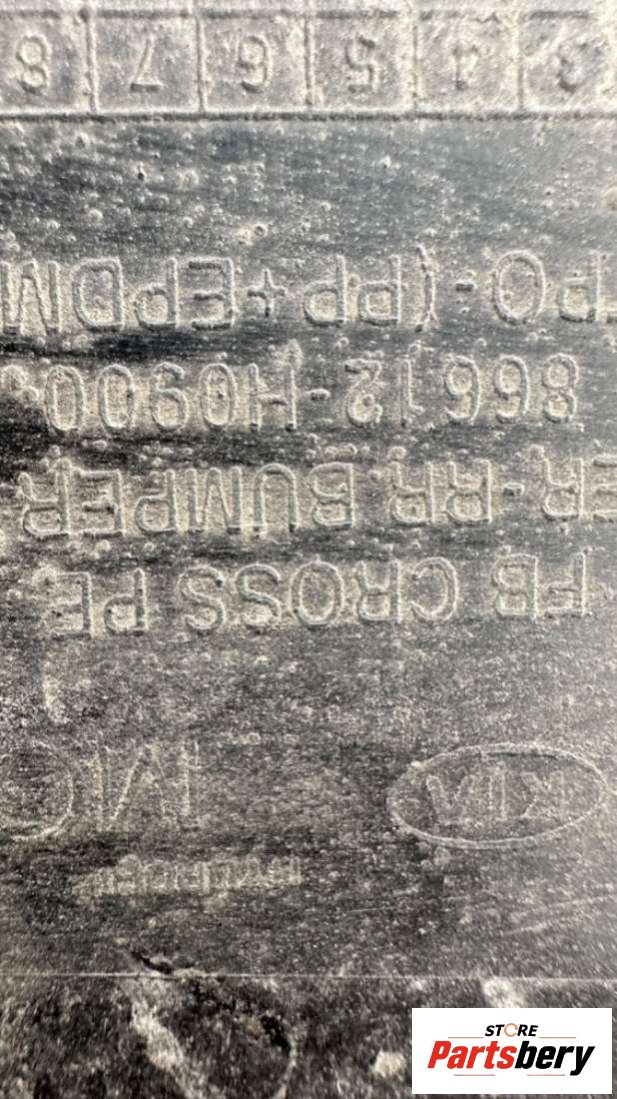 KIA
FB CROSS PE
ER-RR BUMPER
86612-H0900
PO-(PP+EPDM
3 4 5 6 7 8
STORE
Partsbery